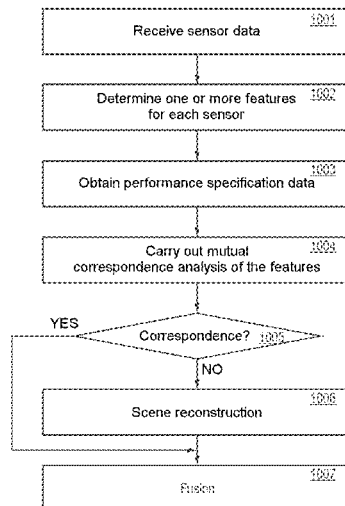 1001
Receive sensor data
1002
Determine one or more features
for each sensor
1003
Obtain performance specification data
1004
Carry out mutual
correspondence analysis of the features
YES
Correspondence? 1005
NO
1006
Scene reconstruction
1007
Fusion